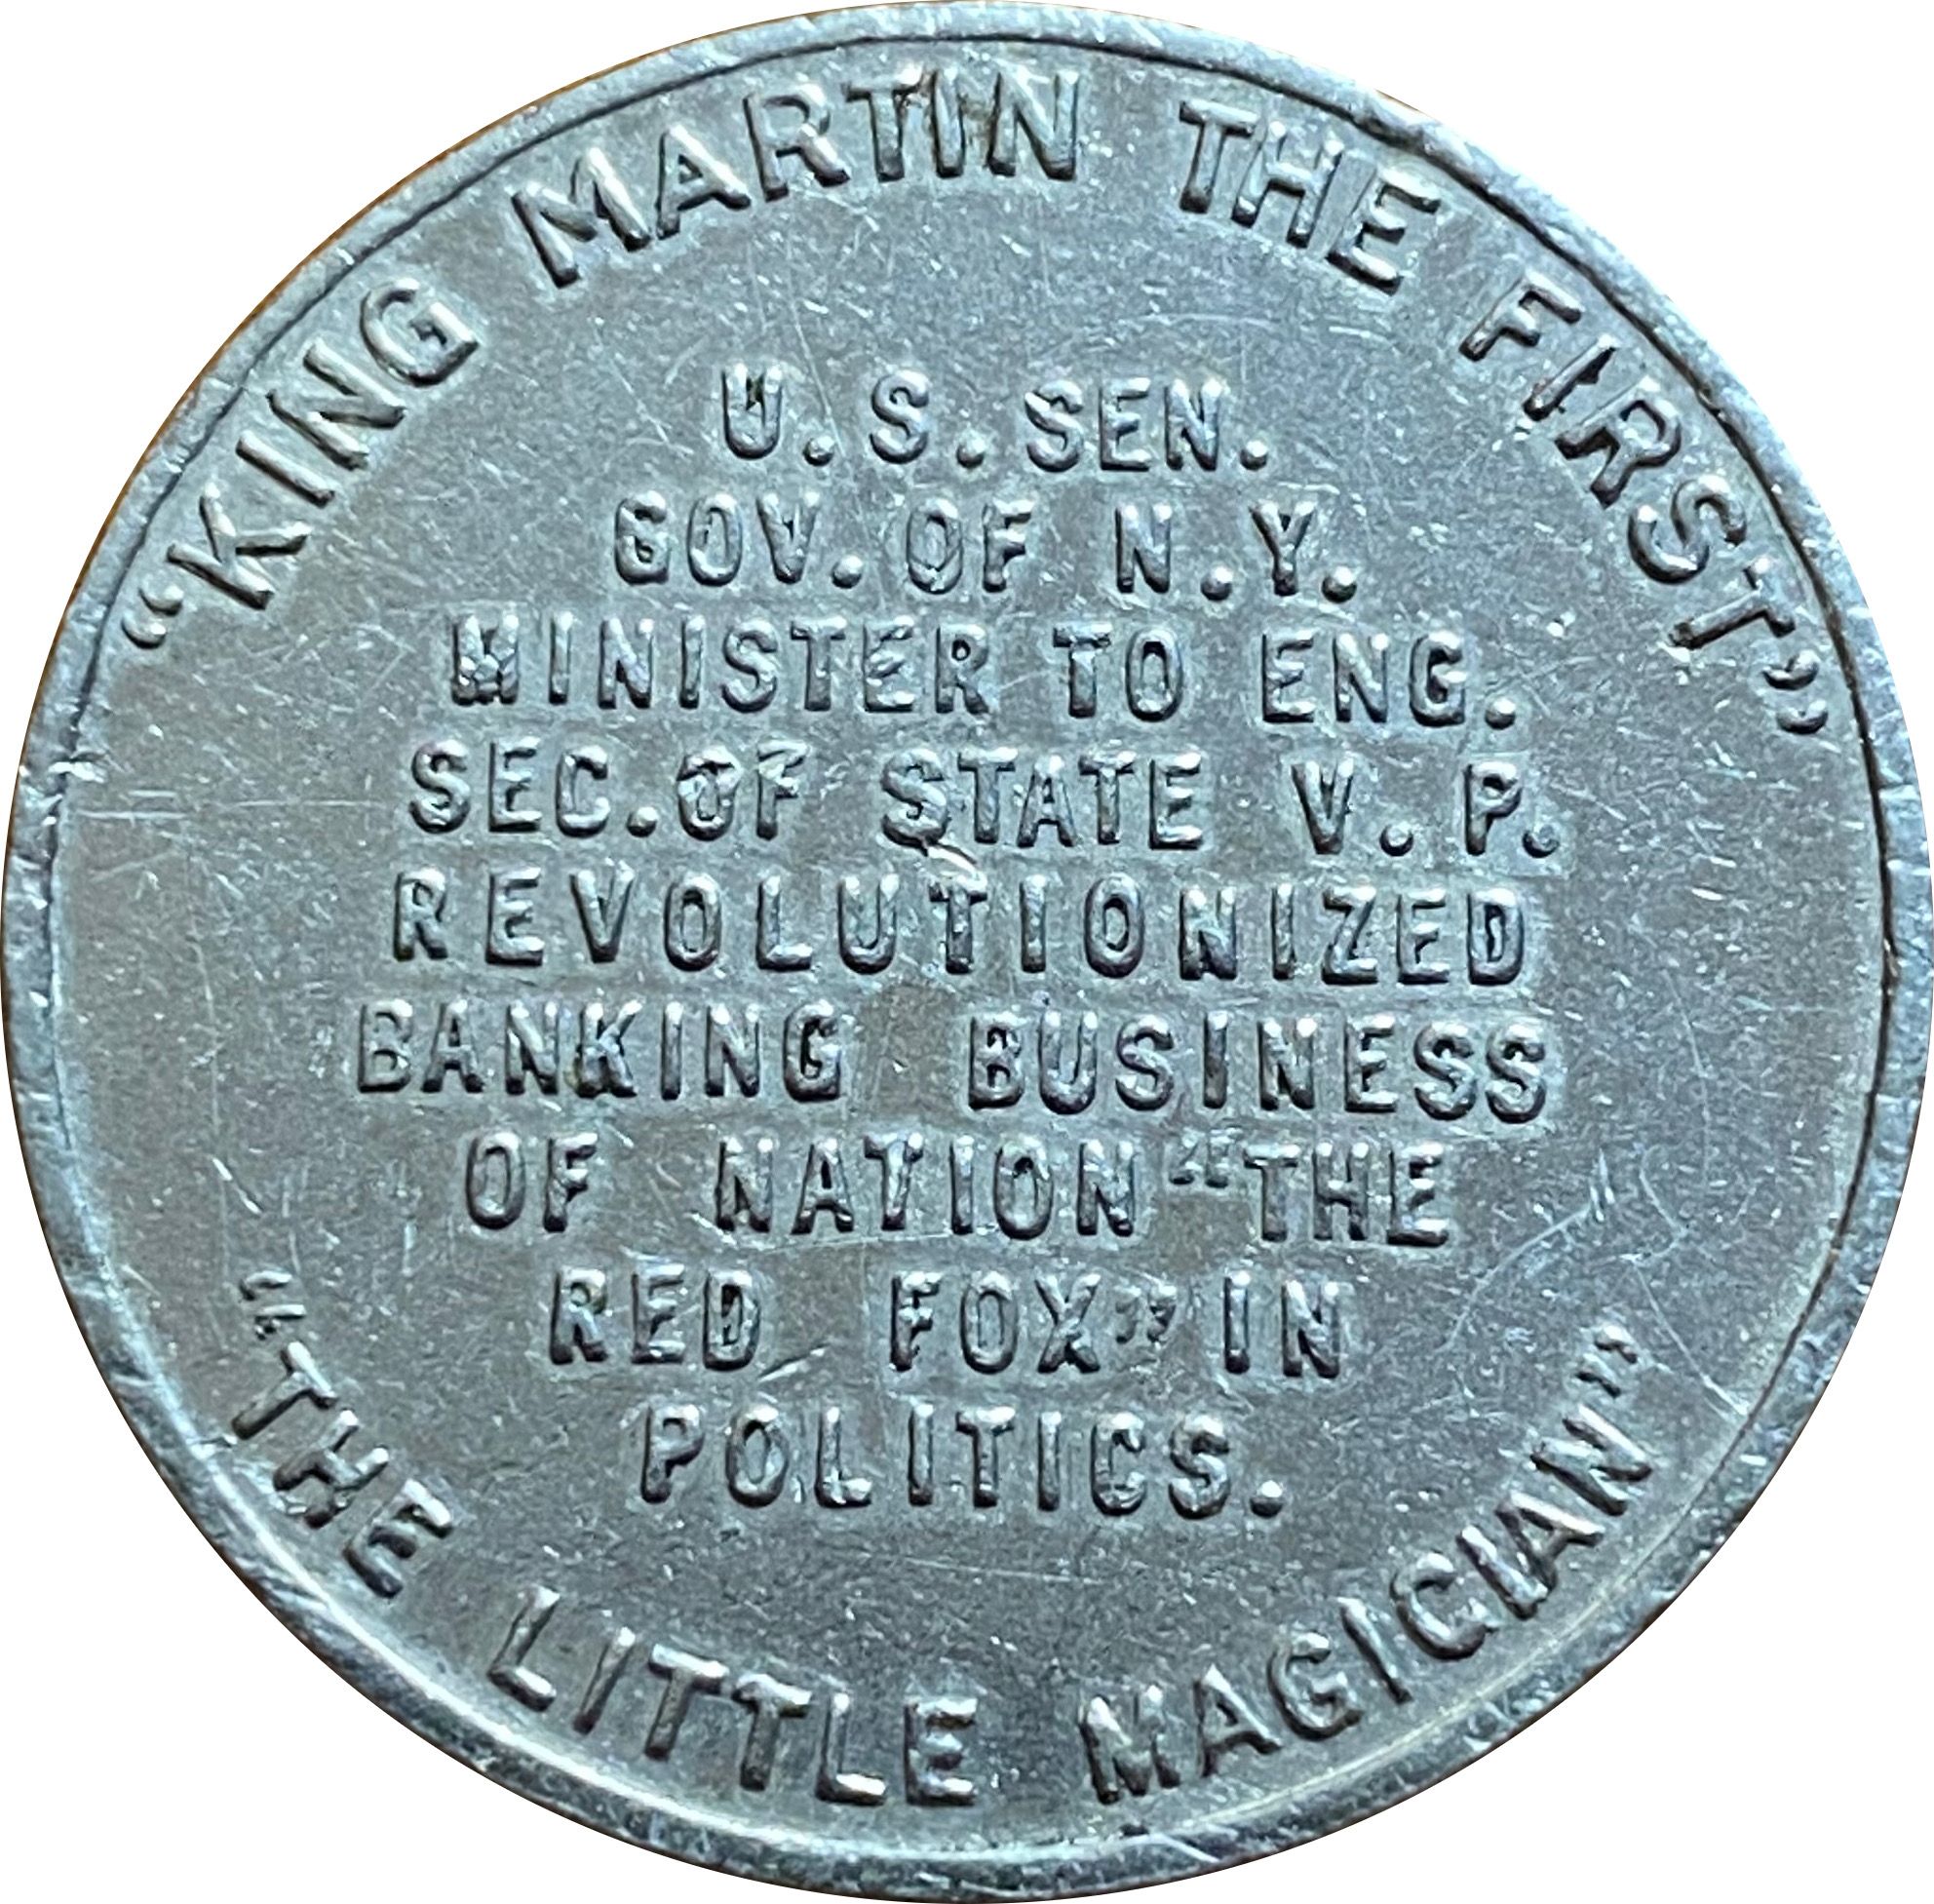 “KING MARTIN THE FIRST”
U.S.SEN.
GOV.OF N.Y.
MINISTER TO ENG.
SEC.OF STATE V.P.
REVOLUTIONIZED
BANKING BUSINESS
OF NATION “THE
RED FOX” IN
POLITICS.
“THE LITTLE MAGICIAN”